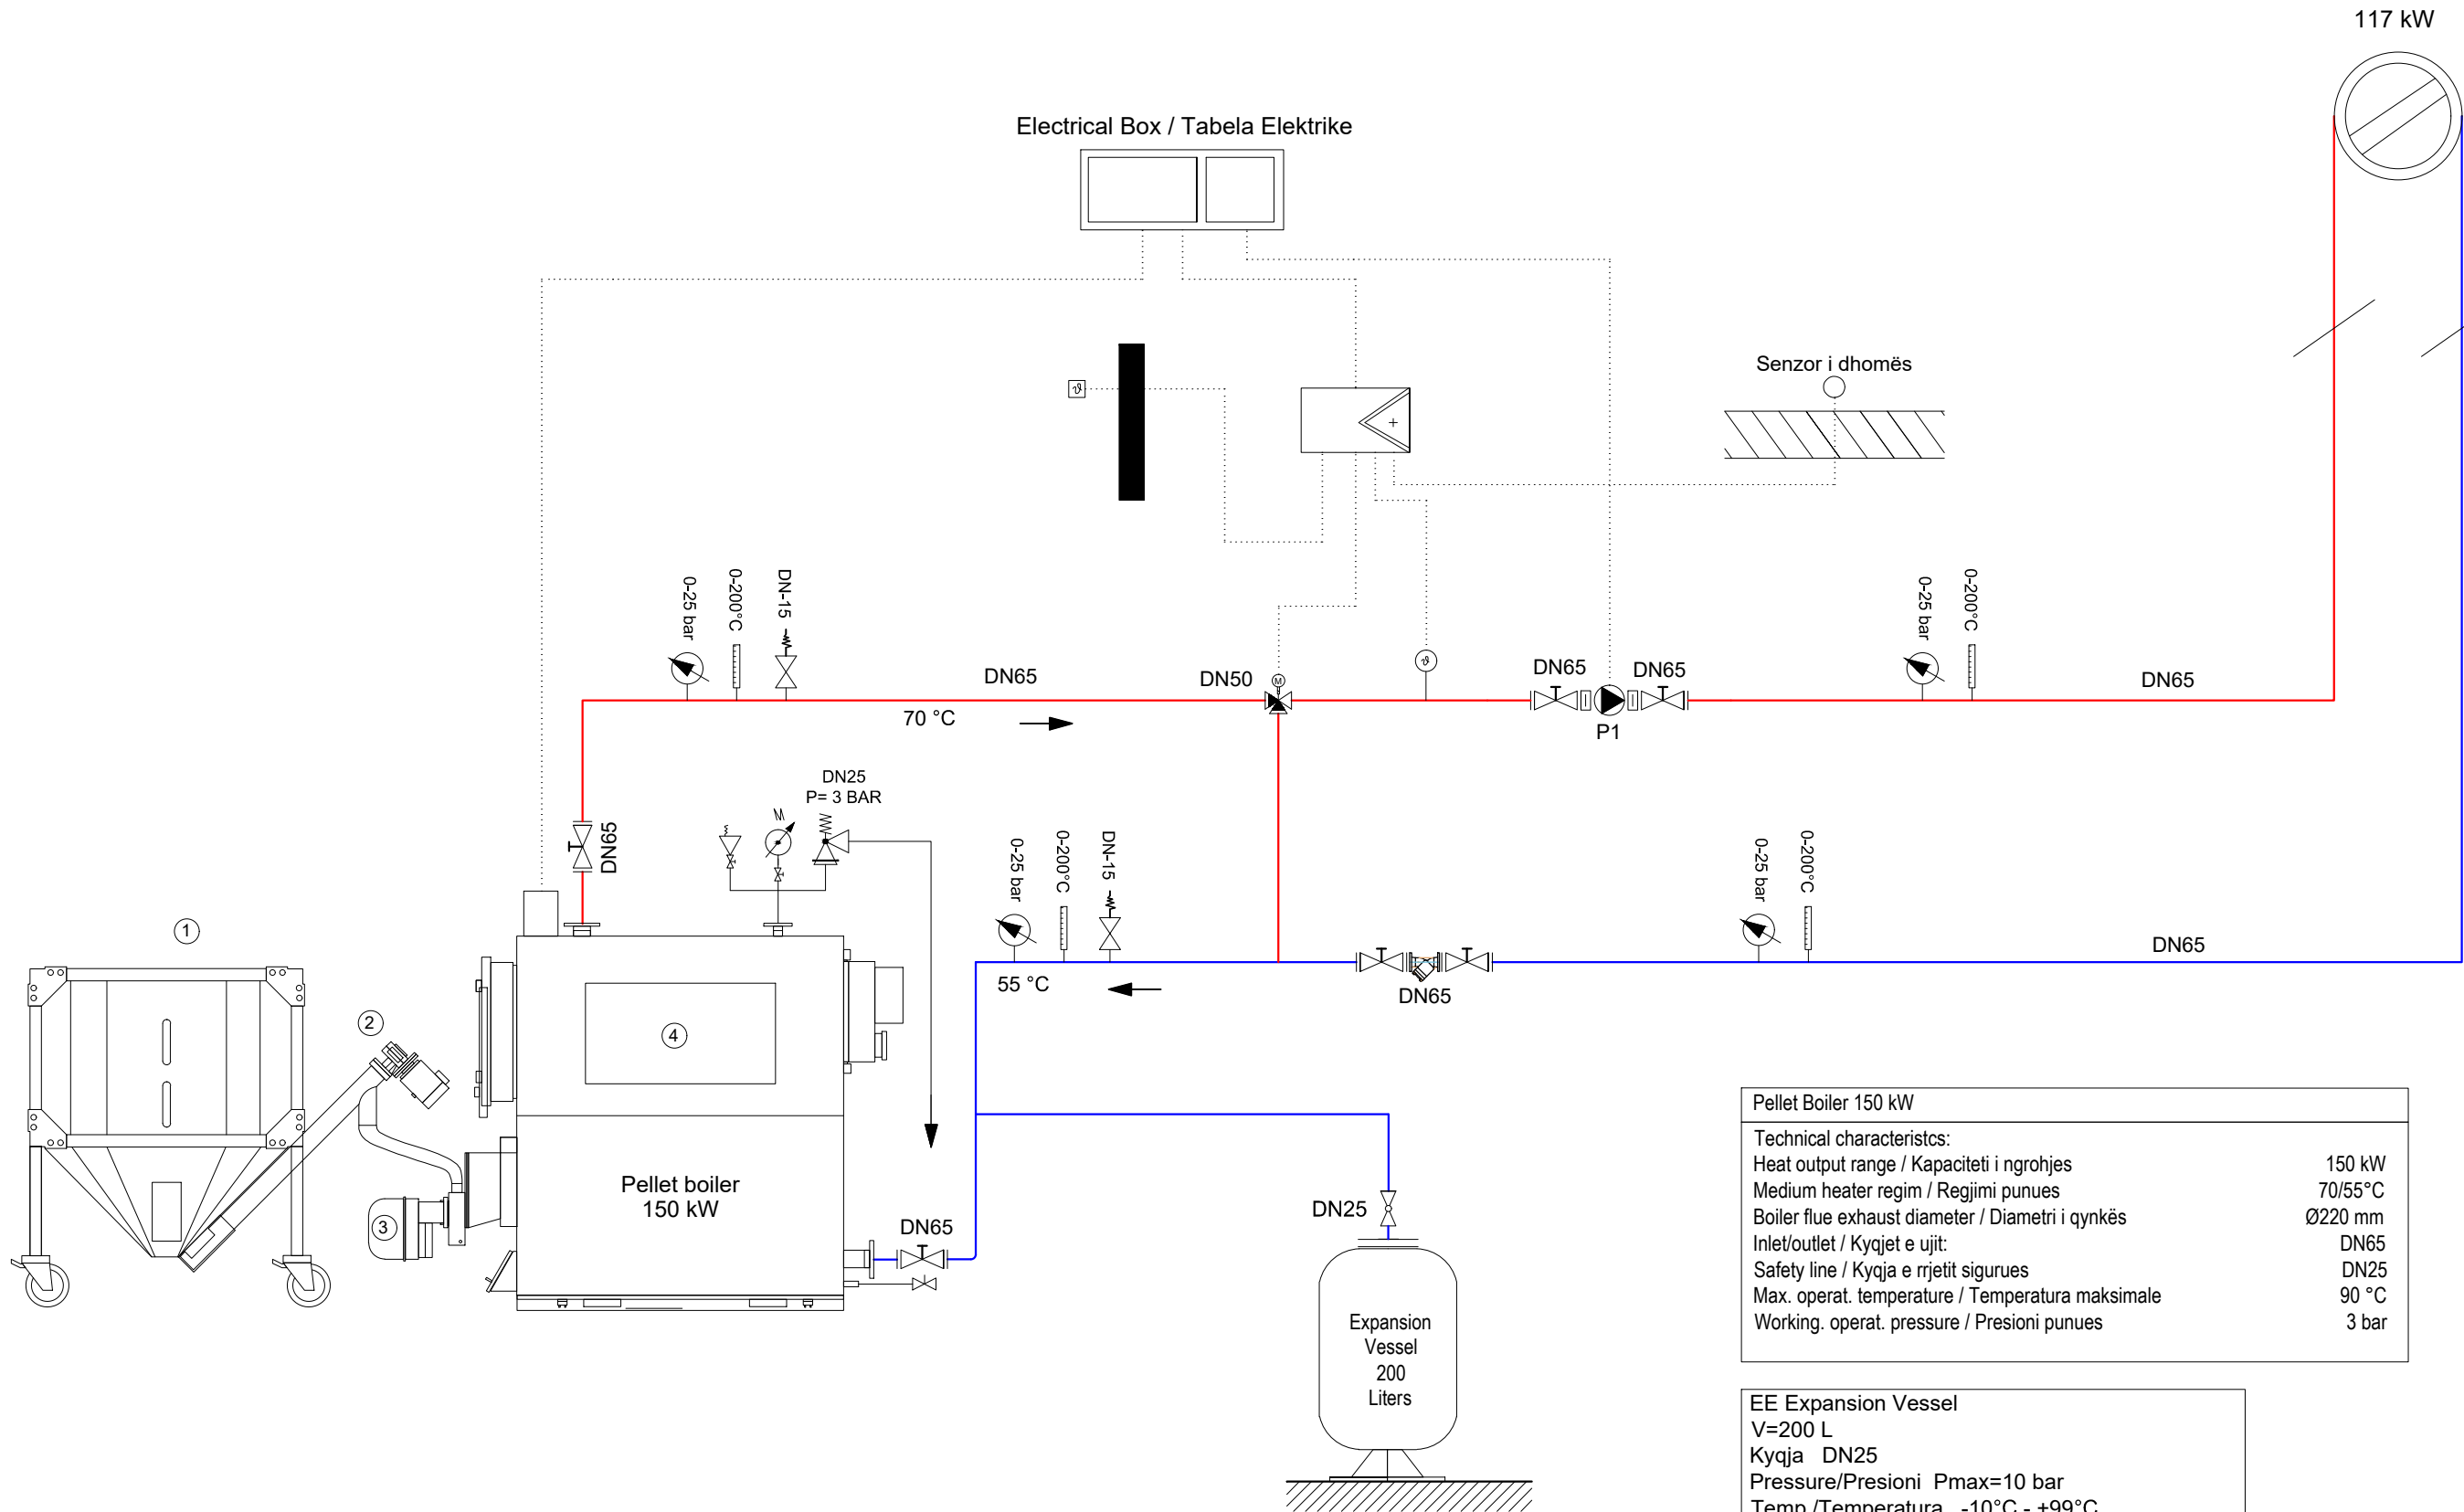 117 kW
Electrical Box / Tabela Elektrike
ϑ
+
Senzor i dhomës
0-25 bar
0-200°C
DN-15
DN65
70 °C
DN50
M
ϑ
DN65
P1
DN65
0-25 bar
0-200°C
DN65
DN65
DN25
P= 3 BAR
0-25 bar
0-200°C
DN-15
55 °C
DN65
0-25 bar
0-200°C
DN65
1
2
3
4
Pellet boiler
150 kW
DN65
DN25
Expansion
Vessel
200
Liters
Pellet Boiler 150 kW
Technical characteristcs:
Heat output range / Kapaciteti i ngrohjes 150 kW
Medium heater regim / Regjimi punues 70/55°C
Boiler flue exhaust diameter / Diametri i qynkës Ø220 mm
Inlet/outlet / Kyqjet e ujit: DN65
Safety line / Kyqja e rrjetit sigurues DN25
Max. operat. temperature / Temperatura maksimale 90 °C
Working. operat. pressure / Presioni punues 3 bar
EE Expansion Vessel
V=200 L
Kyqja DN25
Pressure/Presioni Pmax=10 bar
Temp./Temperatura -10°C - +99°C